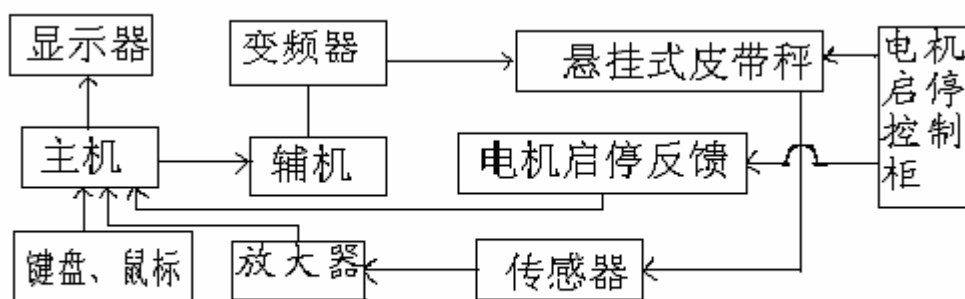 显示器
变频器
悬挂式皮带秤
电机
启停
控制
柜
主机
辅机
电机启停反馈
键盘、鼠标
放大器
传感器